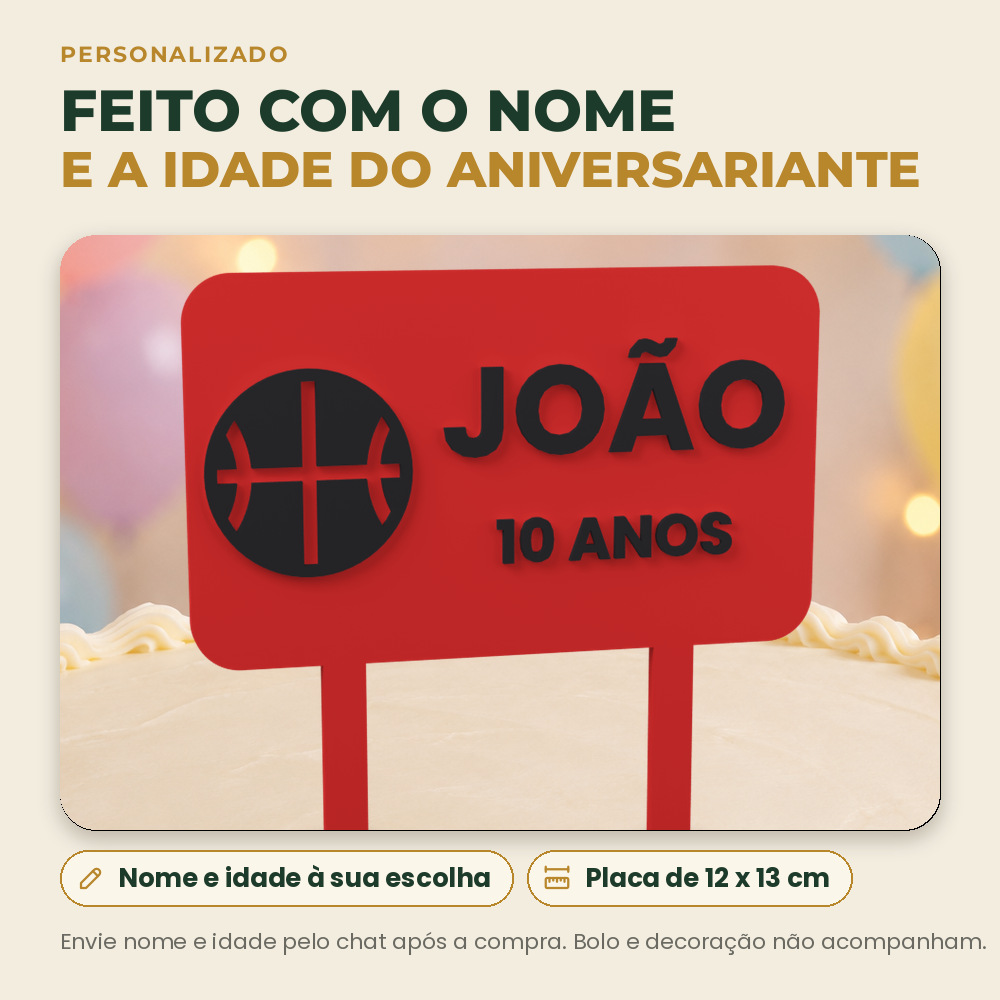 PERSONALIZADO
FEITO COM O NOME
E A IDADE DO ANIVERSARIANTE
JOÃO
10 ANOS
Nome e idade à sua escolha
Placa de 12 x 13 cm
Envie nome e idade pelo chat após a compra. Bolo e decoração não acompanham.